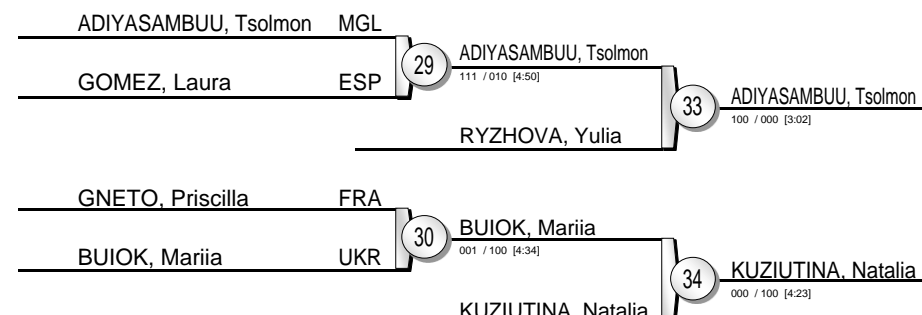 ADIYASAMBUU, Tsolmon MGL
29
ADIYASAMBUU, Tsolmon
111 / 010 [4:50]
GOMEZ, Laura ESP
33
ADIYASAMBUU, Tsolmon
100 / 000 [3:02]
RYZHOVA, Yulia
GNETO, Priscilla FRA
30
BUIOK, Mariia
001 / 100 [4:34]
BUIOK, Mariia UKR
34
KUZIUTINA, Natalia
000 / 100 [4:23]
KUZIUTINA, Natalia